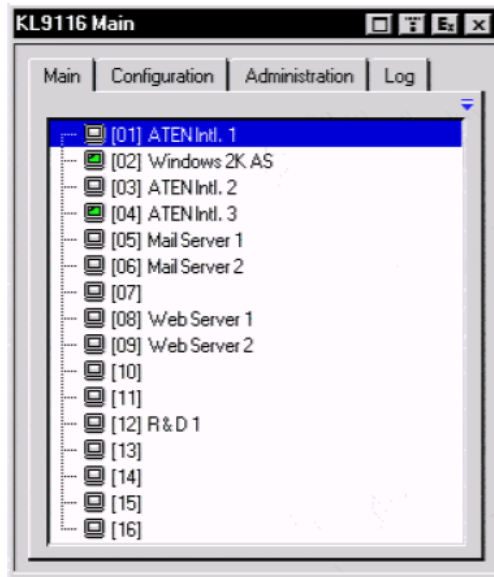 KL9116 Main
Ez
Main Configuration Administration Log
[01] ATEN Intl. 1
[02] Windows 2K AS
[03] ATEN Intl. 2
[04] ATEN Intl. 3
[05] Mail Server 1
[06] Mail Server 2
[07]
[08] Web Server 1
[09] Web Server 2
[10]
[11]
[12] R & D 1
[13]
[14]
[15]
[16]